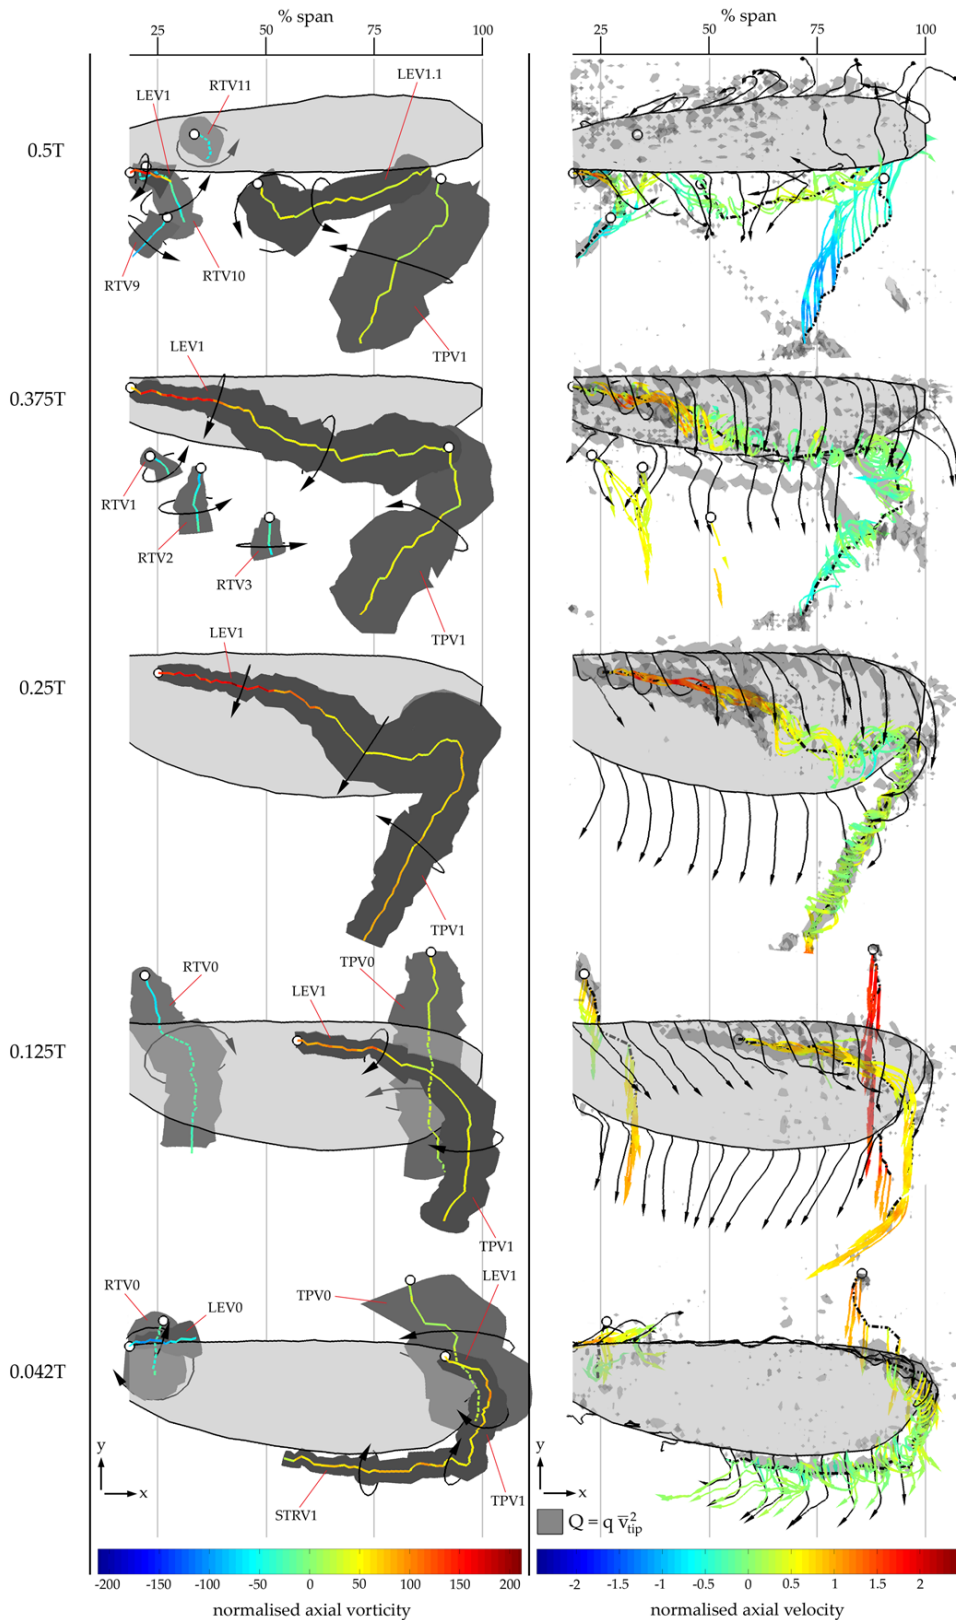 % span
% span
25 50 75 100
25 50 75 100
0.5T
LEV1
RTV11
LEV1.1
RTV9
RTV10
TPV1
0.375T
LEV1
RTV1
RTV2
RTV3
TPV1
0.25T
LEV1
TPV1
0.125T
RTV0
LEV1
TPV0
TPV1
0.042T
RTV0
LEV0
TPV0
LEV1
STRV1
TPV1
y
x
y
x
Q = q v̅²tip
-200 -150 -100 -50 0 50 100 150 200
normalised axial vorticity
-2 -1.5 -1 -0.5 0 0.5 1 1.5 2
normalised axial velocity